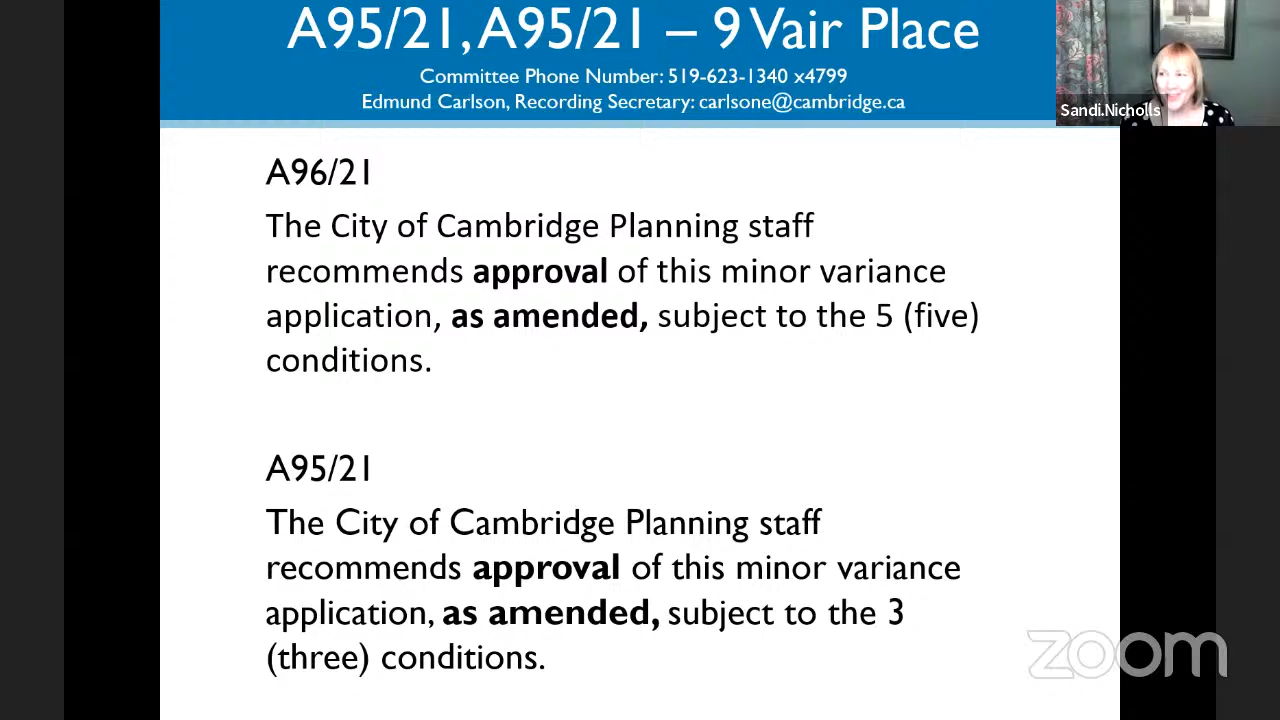 A95/21, A95/21 – 9 Vair Place
Committee Phone Number: 519-623-1340 x4799
Edmund Carlson, Recording Secretary: carlsone@cambridge.ca
Sandi.Nicholls
A96/21
The City of Cambridge Planning staff
recommends approval of this minor variance
application, as amended, subject to the 5 (five)
conditions.
A95/21
The City of Cambridge Planning staff
recommends approval of this minor variance
application, as amended, subject to the 3
(three) conditions.
zoom